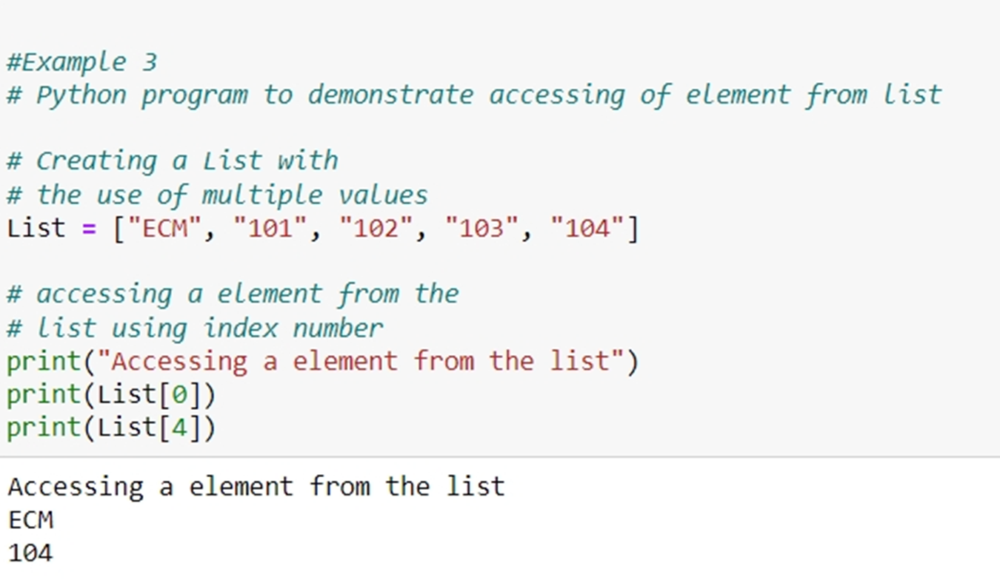 #Example 3
# Python program to demonstrate accessing of element from list
# Creating a List with
# the use of multiple values
List = ["ECM", "101", "102", "103", "104"]
# accessing a element from the
# list using index number
print("Accessing a element from the list")
print(List[0])
print(List[4])
Accessing a element from the list
ECM
104